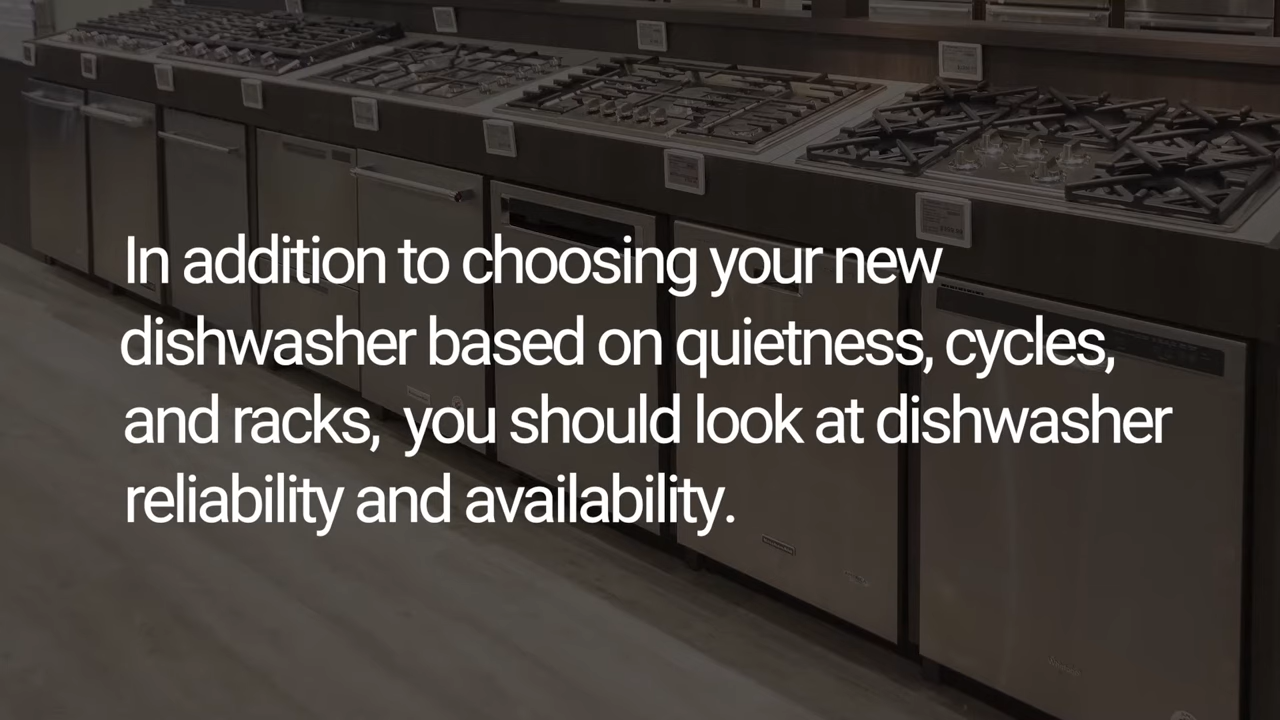 In addition to choosing your new
dishwasher based on quietness, cycles,
and racks, you should look at dishwasher
reliability and availability.